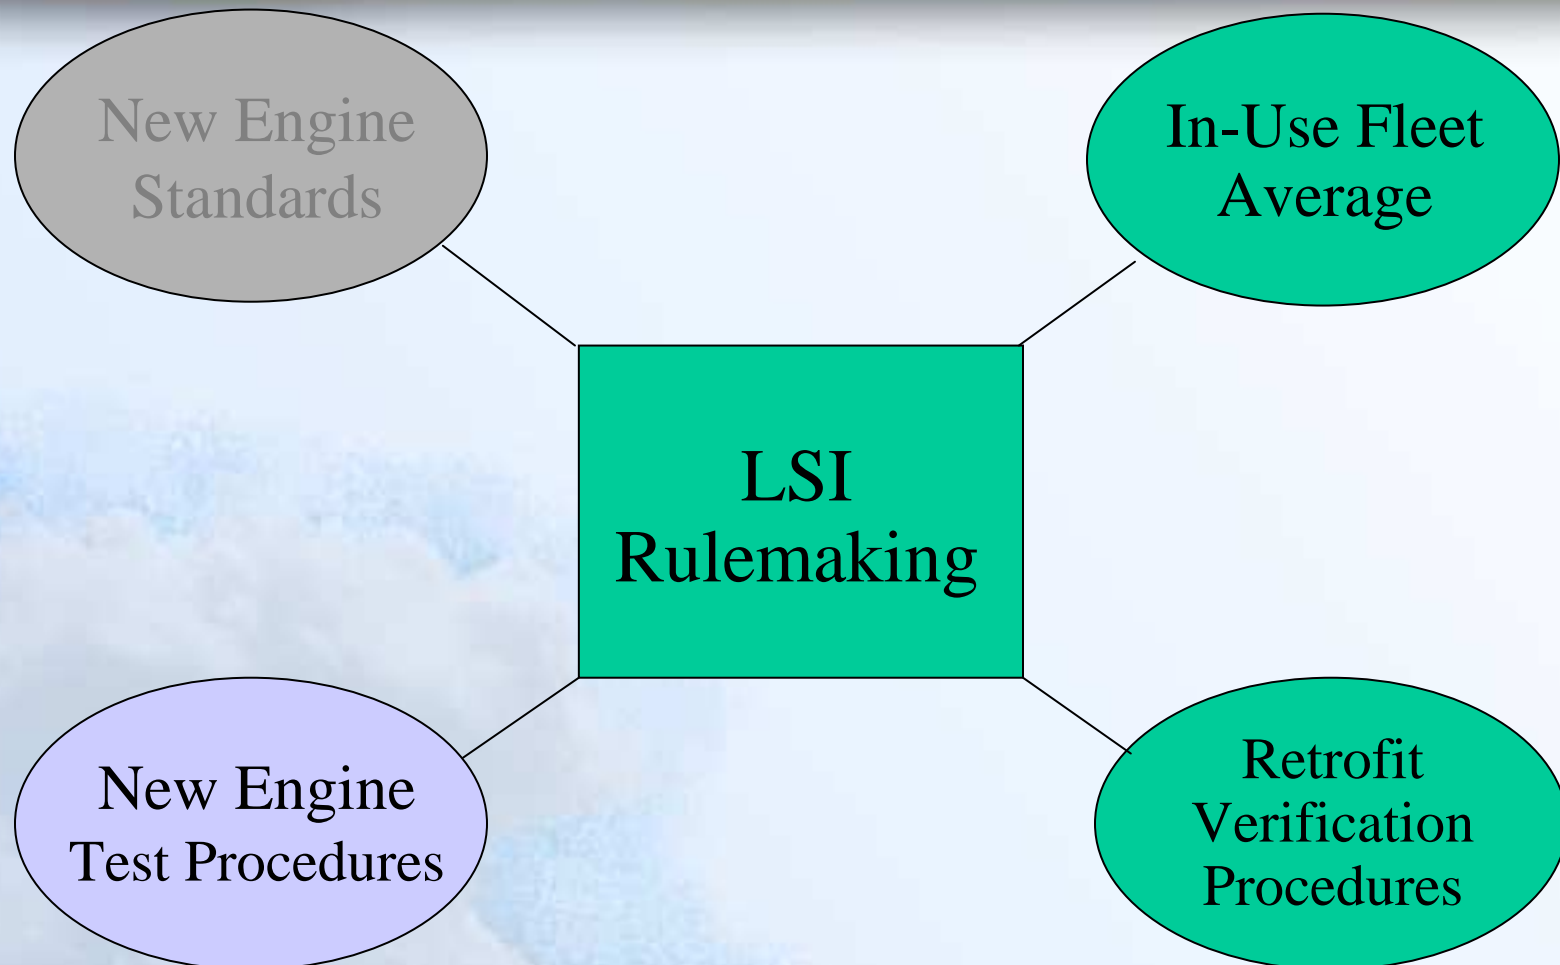 New Engine
Standards
In-Use Fleet
Average
LSI
Rulemaking
New Engine
Test Procedures
Retrofit
Verification
Procedures